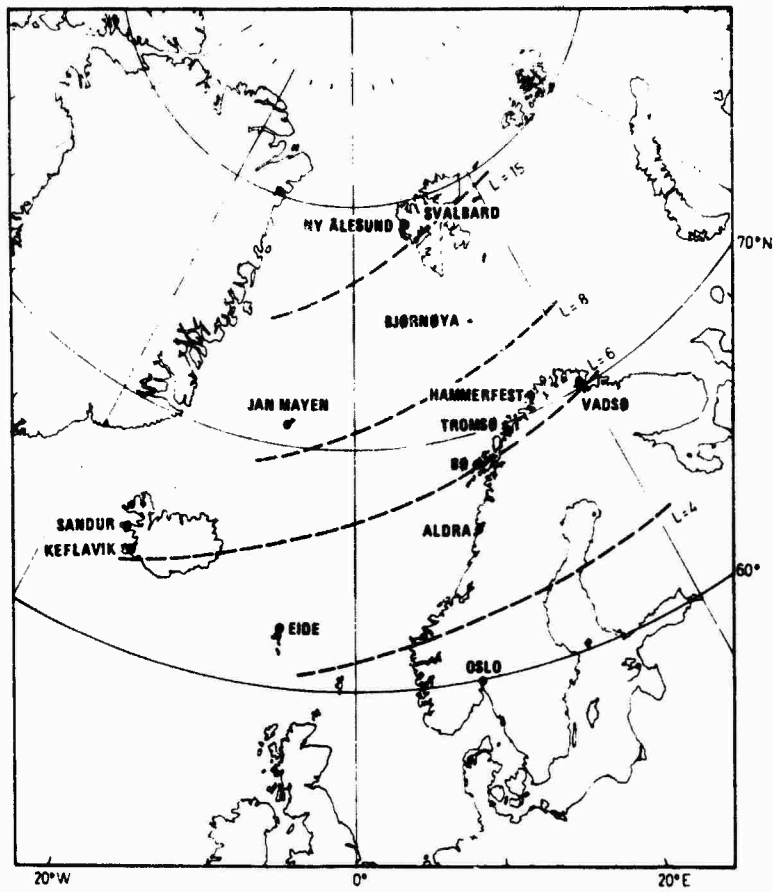 L = 15
NY ÅLESUND
SVALBARD
70°N
BJØRNØYA
L=8
L=6
JAN MAYEN
HAMMERFEST
VADSØ
TROMSØ
BØ
L=4
SANDUR
ALDRA
KEFLAVIK
60°
EIDE
OSLO
20°W
0°
20°E